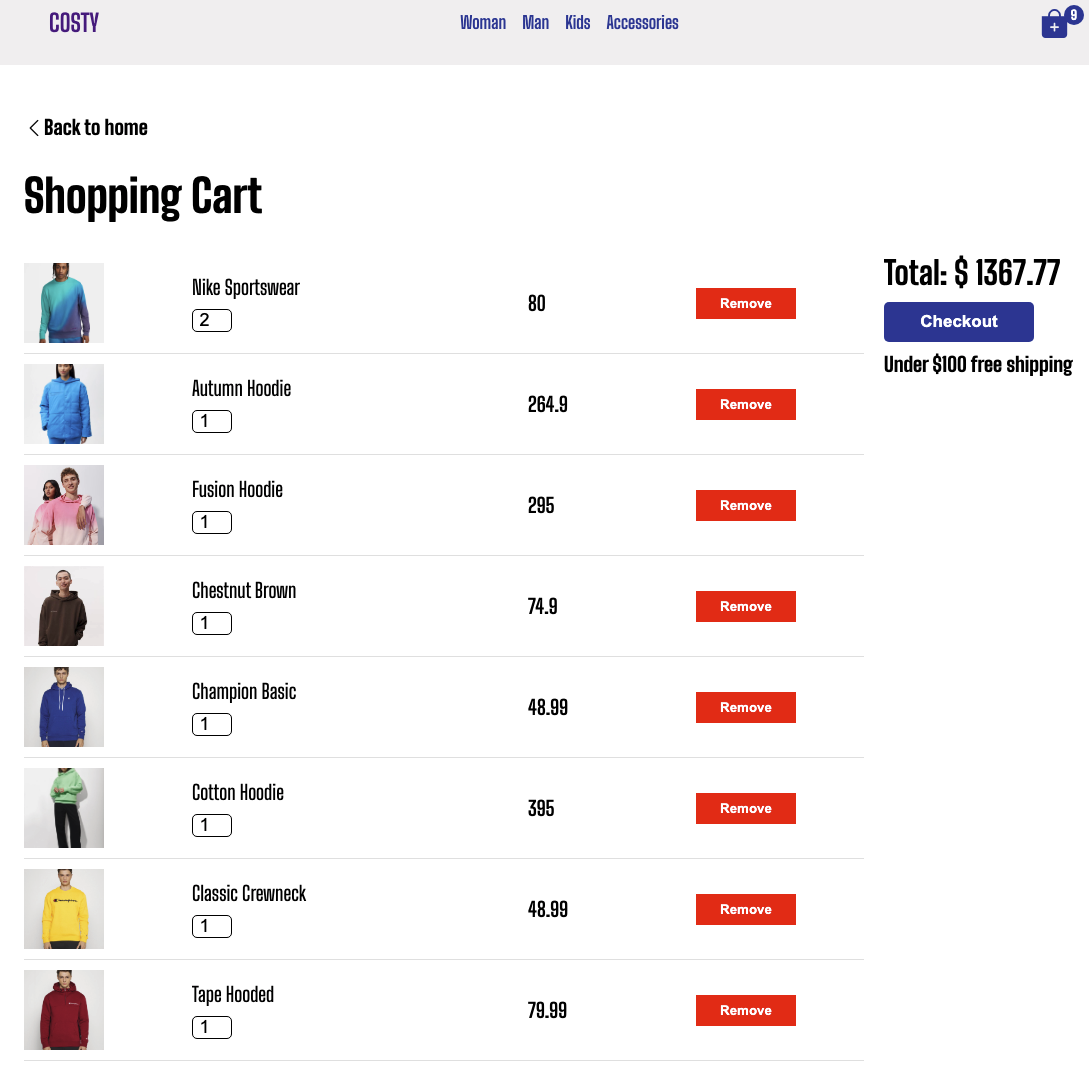 COSTY
Woman Man Kids Accessories
9
Back to home
Shopping Cart
Nike Sportswear
2
80
Remove
Total: $ 1367.77
Checkout
Under $100 free shipping
Autumn Hoodie
1
264.9
Remove
Fusion Hoodie
1
295
Remove
Chestnut Brown
1
74.9
Remove
Champion Basic
1
48.99
Remove
Cotton Hoodie
1
395
Remove
Classic Crewneck
1
48.99
Remove
Tape Hooded
1
79.99
Remove